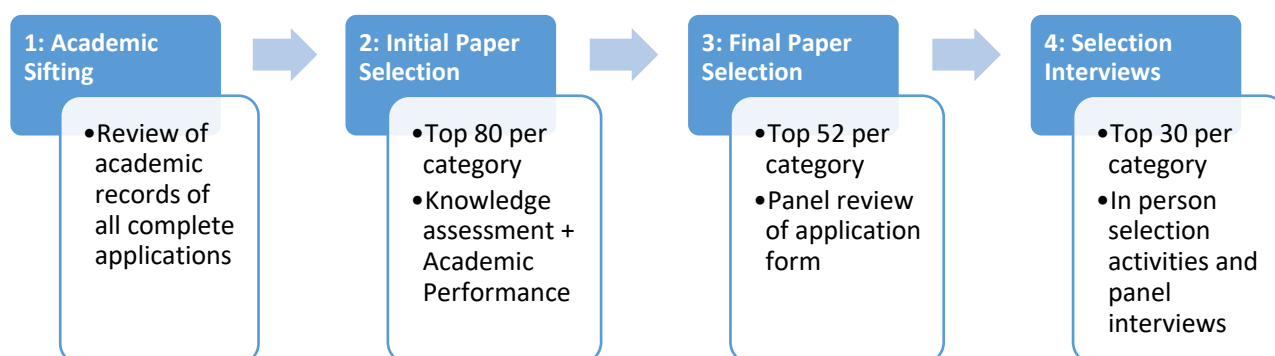 1: Academic
Sifting
•Review of
academic
records of
all complete
applications
2: Initial Paper
Selection
•Top 80 per
category
•Knowledge
assessment +
Academic
Performance
3: Final Paper
Selection
•Top 52 per
category
•Panel review
of application
form
4: Selection
Interviews
•Top 30 per
category
•In person
selection
activities and
panel
interviews